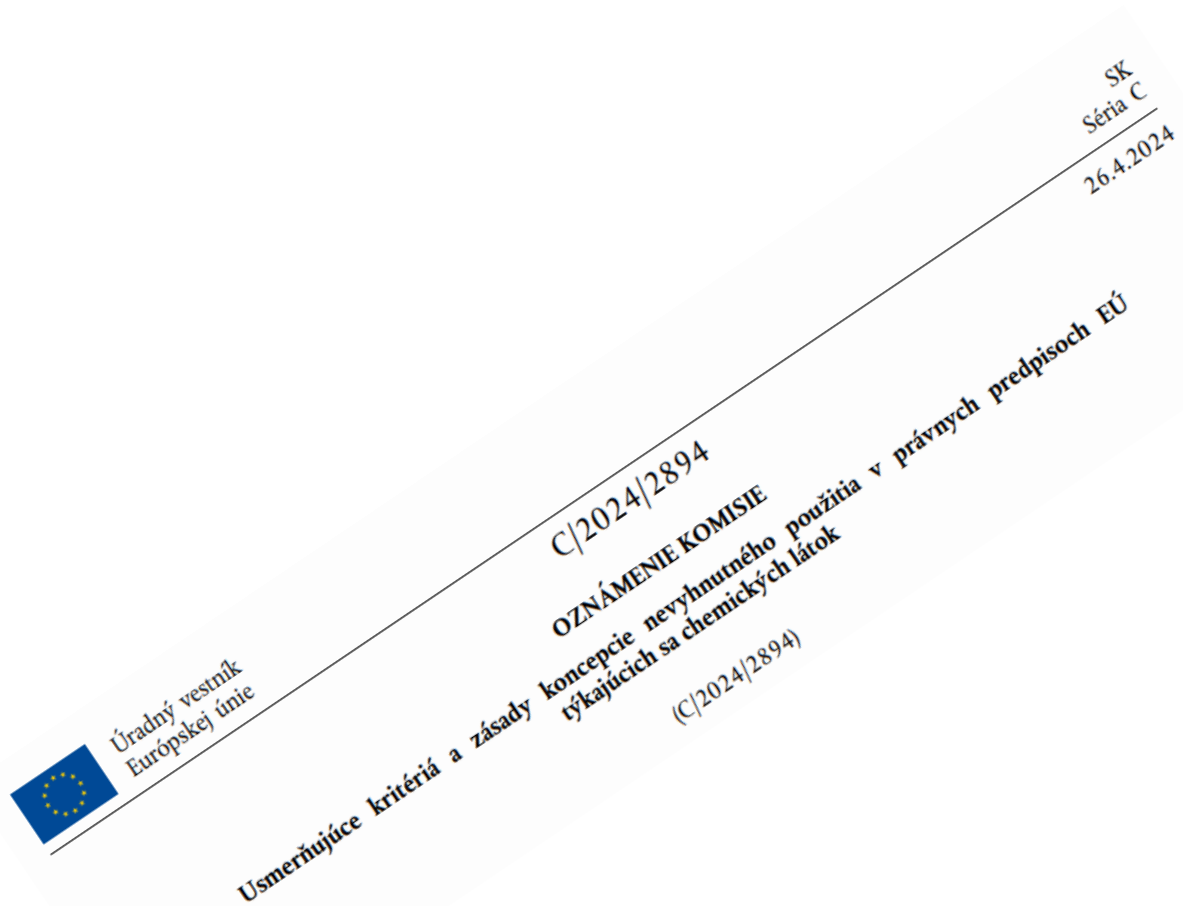 Úradný vestník
Európskej únie
SK
Séria C
C/2024/2894
26.4.2024
OZNÁMENIE KOMISIE
Usmerňujúce kritériá a zásady koncepcie nevyhnutného použitia v právnych predpisoch EÚ
týkajúcich sa chemických látok
(C/2024/2894)